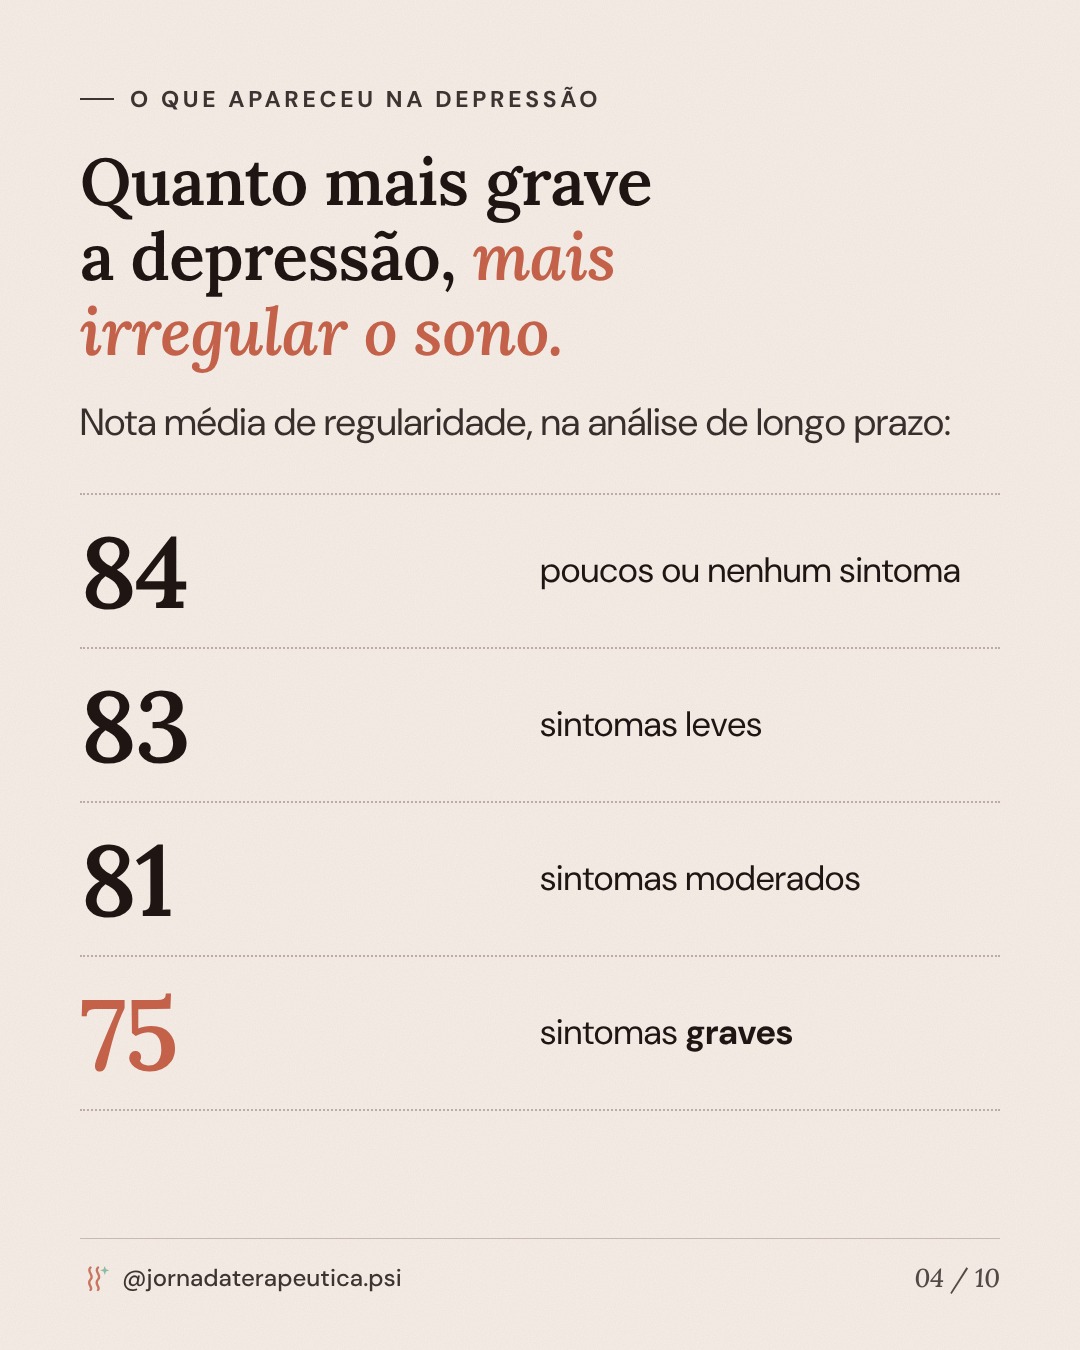 O QUE APARECEU NA DEPRESSÃO
Quanto mais grave
a depressão, mais
irregular o sono.
Nota média de regularidade, na análise de longo prazo:
84 poucos ou nenhum sintoma
83 sintomas leves
81 sintomas moderados
75 sintomas graves
@jornadaterapeutica.psi 04 / 10